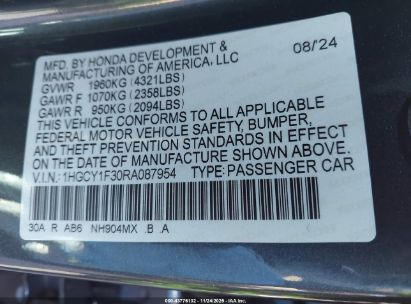 MFD. BY HONDA DEVELOPMENT & 08/24
MANUFACTURING OF AMERICA, LLC
GVWR 1960KG (4321LBS)
GAWR F 1070KG (2358LBS)
GAWR R 950KG (2094LBS)
THIS VEHICLE CONFORMS TO ALL APPLICABLE
FEDERAL MOTOR VEHICLE SAFETY, BUMPER,
AND THEFT PREVENTION STANDARDS IN EFFECT
ON THE DATE OF MANUFACTURE SHOWN ABOVE.
V.I.N.: 1HGCY1F30RA087954 TYPE: PASSENGER CAR
30A R AB6 NH904MX .B .A